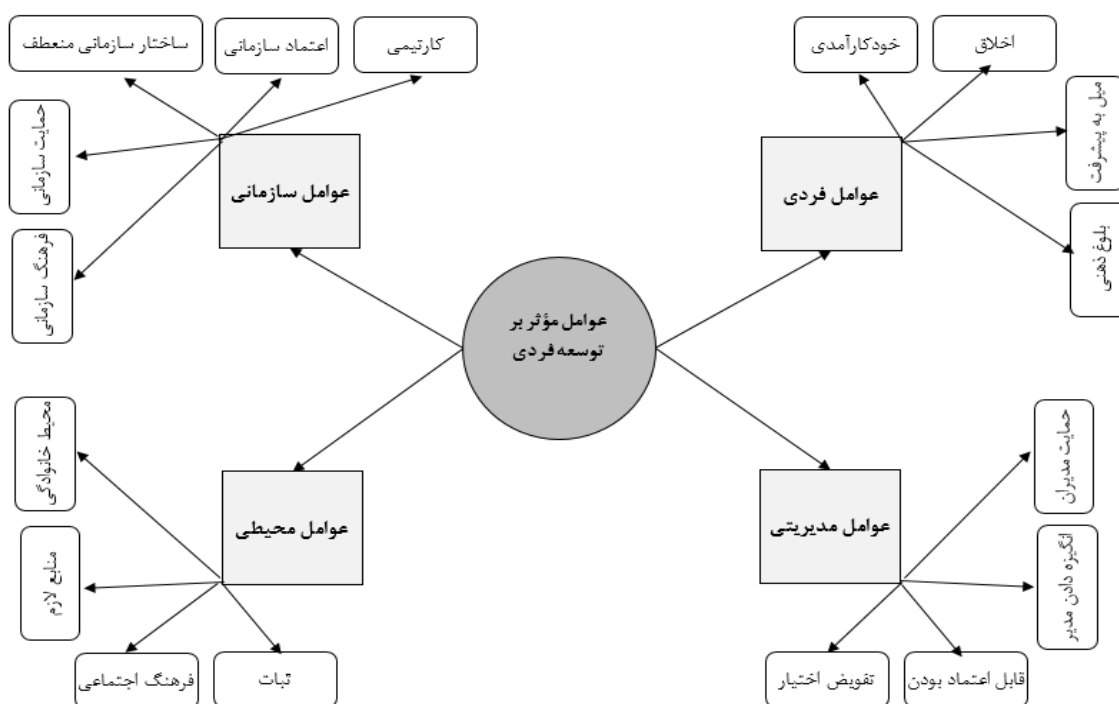 ساختار سازمانی منعطف
اعتماد سازمانی
کارتیمی
حمایت سازمانی
فرهنگ سازمانی
عوامل سازمانی
خودکارآمدی
اخلاق
میل به پیشرفت
بلوغ ذهنی
عوامل فردی
عوامل مؤثر بر
توسعه فردی
محیط خانوادگی
منابع لازم
فرهنگ اجتماعی
ثبات
عوامل محیطی
حمایت مدیران
انگیزه دادن مدیر
قابل اعتماد بودن
تفویض اختیار
عوامل مدیریتی